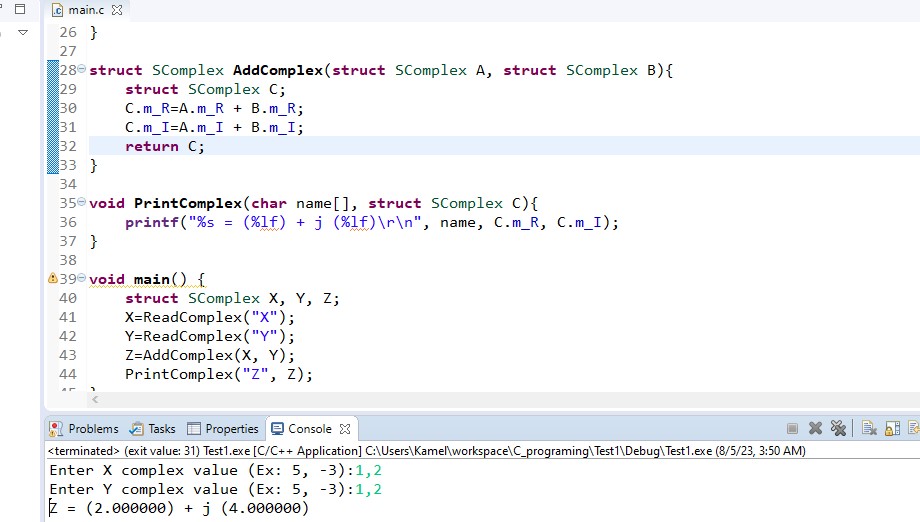 main.c
26 }
27
28 struct SComplex AddComplex(struct SComplex A, struct SComplex B){
29 struct SComplex C;
30 C.m_R=A.m_R + B.m_R;
31 C.m_I=A.m_I + B.m_I;
32 return C;
33 }
34
35 void PrintComplex(char name[], struct SComplex C){
36 printf("%s = (%lf) + j (%lf)\r\n", name, C.m_R, C.m_I);
37 }
38
39 void main() {
40 struct SComplex X, Y, Z;
41 X=ReadComplex("X");
42 Y=ReadComplex("Y");
43 Z=AddComplex(X, Y);
44 PrintComplex("Z", Z);
Problems Tasks Properties Console
<terminated> (exit value: 31) Test1.exe [C/C++ Application] C:\Users\Kamel\workspace\C_programing\Test1\Debug\Test1.exe (8/5/23, 3:50 AM)
Enter X complex value (Ex: 5, -3):1,2
Enter Y complex value (Ex: 5, -3):1,2
Z = (2.000000) + j (4.000000)